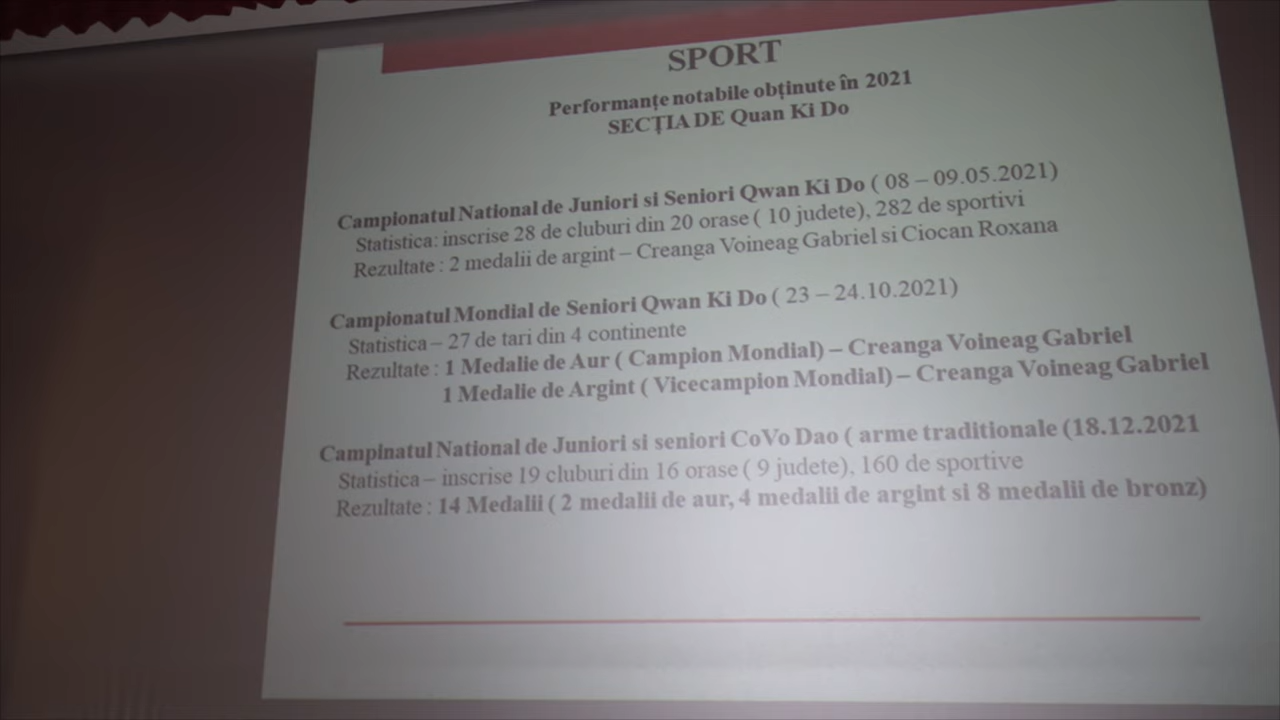 SPORT
Performanțe notabile obținute în 2021
SECȚIA DE Quan Ki Do
Campionatul National de Juniori si Seniori Qwan Ki Do ( 08 – 09.05.2021)
Statistica: inscrise 28 de cluburi din 20 orase ( 10 judete), 282 de sportivi
Rezultate : 2 medalii de argint – Creanga Voineag Gabriel si Ciocan Roxana
Campionatul Mondial de Seniori Qwan Ki Do ( 23 – 24.10.2021)
Statistica – 27 de tari din 4 continente
Rezultate : 1 Medalie de Aur ( Campion Mondial) – Creanga Voineag Gabriel
1 Medalie de Argint ( Vicecampion Mondial) – Creanga Voineag Gabriel
Campinatul National de Juniori si seniori CoVo Dao ( arme traditionale (18.12.2021
Statistica – inscrise 19 cluburi din 16 orase ( 9 judete), 160 de sportive
Rezultate : 14 Medalii ( 2 medalii de aur, 4 medalii de argint si 8 medalii de bronz)